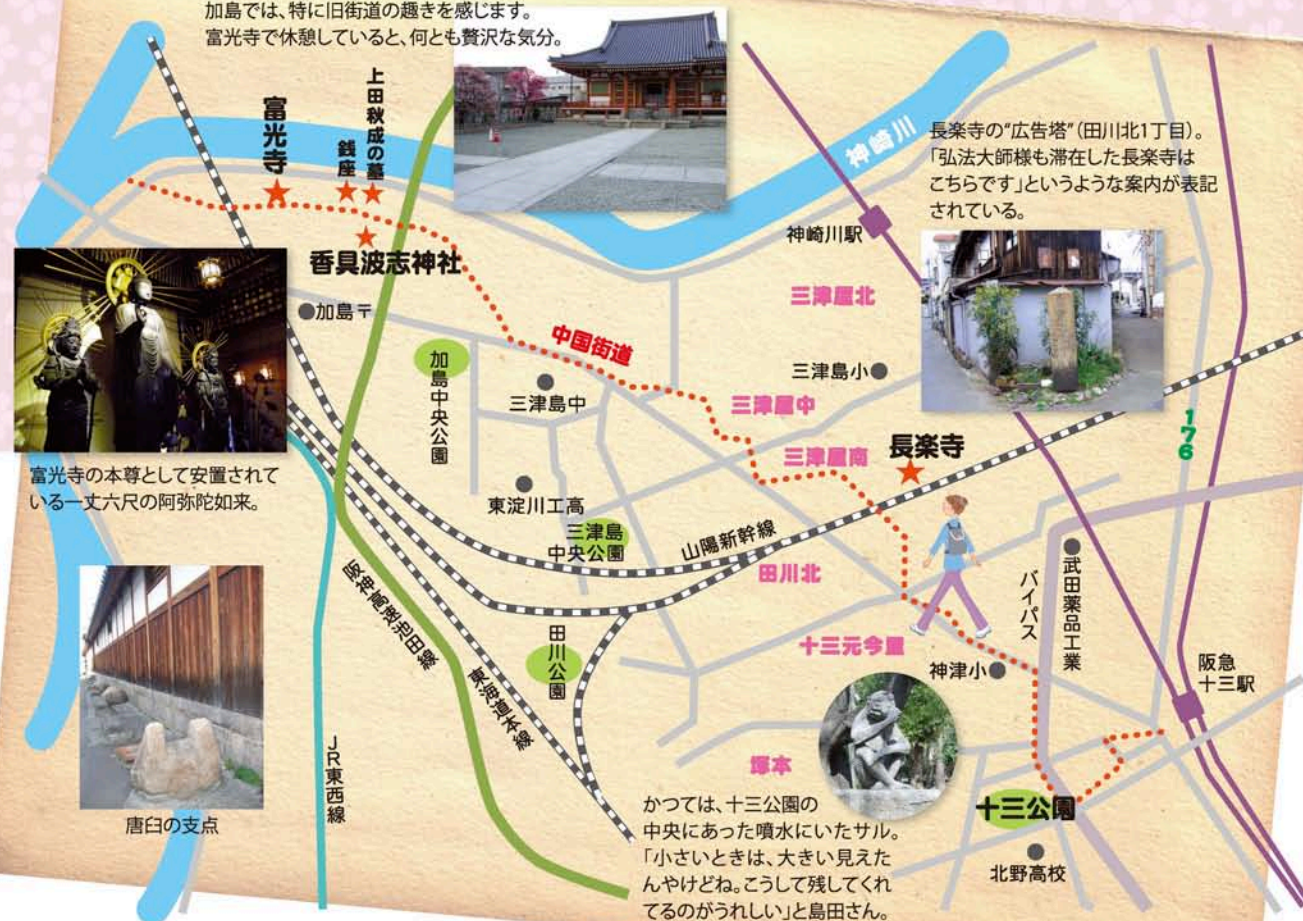 加島では、特に旧街道の趣きを感じます。
富光寺で休憩していると、何とも贅沢な気分。
富光寺
銭座
上田秋成の墓
香具波志神社
神崎川
長楽寺の“広告塔”(田川北1丁目)。
「弘法大師様も滞在した長楽寺は
こちらです」というような案内が表記
されている。
神崎川駅
三津屋北
加島〒
中国街道
加島中央公園
三津島中
三津島小
三津屋中
三津屋南
長楽寺
176
富光寺の本尊として安置されて
いる一丈六尺の阿弥陀如来。
東淀川工高
三津島
中央公園
山陽新幹線
田川北
武田薬品工業
バイパス
阪神高速池田線
東海道本線
田川公園
十三元今里
神津小
阪急
十三駅
JR東西線
唐臼の支点
塚本
かつては、十三公園の
中央にあった噴水にいたサル。
「小さいときは、大きい見えた
んやけどね。こうして残してくれ
てるのがうれしい」と島田さん。
十三公園
北野高校